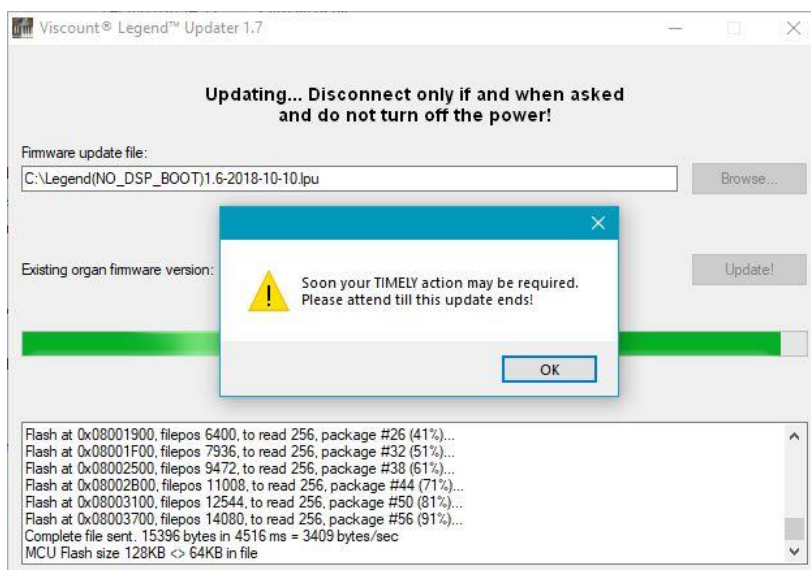 Viscount® Legend™ Updater 1.7
Updating... Disconnect only if and when asked
and do not turn off the power!
Firmware update file:
C:\Legend(NO_DSP_BOOT)1.6-2018-10-10.lpu
Browse...
Existing organ firmware version:
Update!
Soon your TIMELY action may be required.
Please attend till this update ends!
OK
Flash at 0x08001900, filepos 6400, to read 256, package #26 (41%)...
Flash at 0x08001F00, filepos 7936, to read 256, package #32 (51%)...
Flash at 0x08002500, filepos 9472, to read 256, package #38 (61%)...
Flash at 0x08002B00, filepos 11008, to read 256, package #44 (71%)...
Flash at 0x08003100, filepos 12544, to read 256, package #50 (81%)...
Flash at 0x08003700, filepos 14080, to read 256, package #56 (91%)...
Complete file sent. 15396 bytes in 4516 ms = 3409 bytes/sec
MCU Flash size 128KB <> 64KB in file